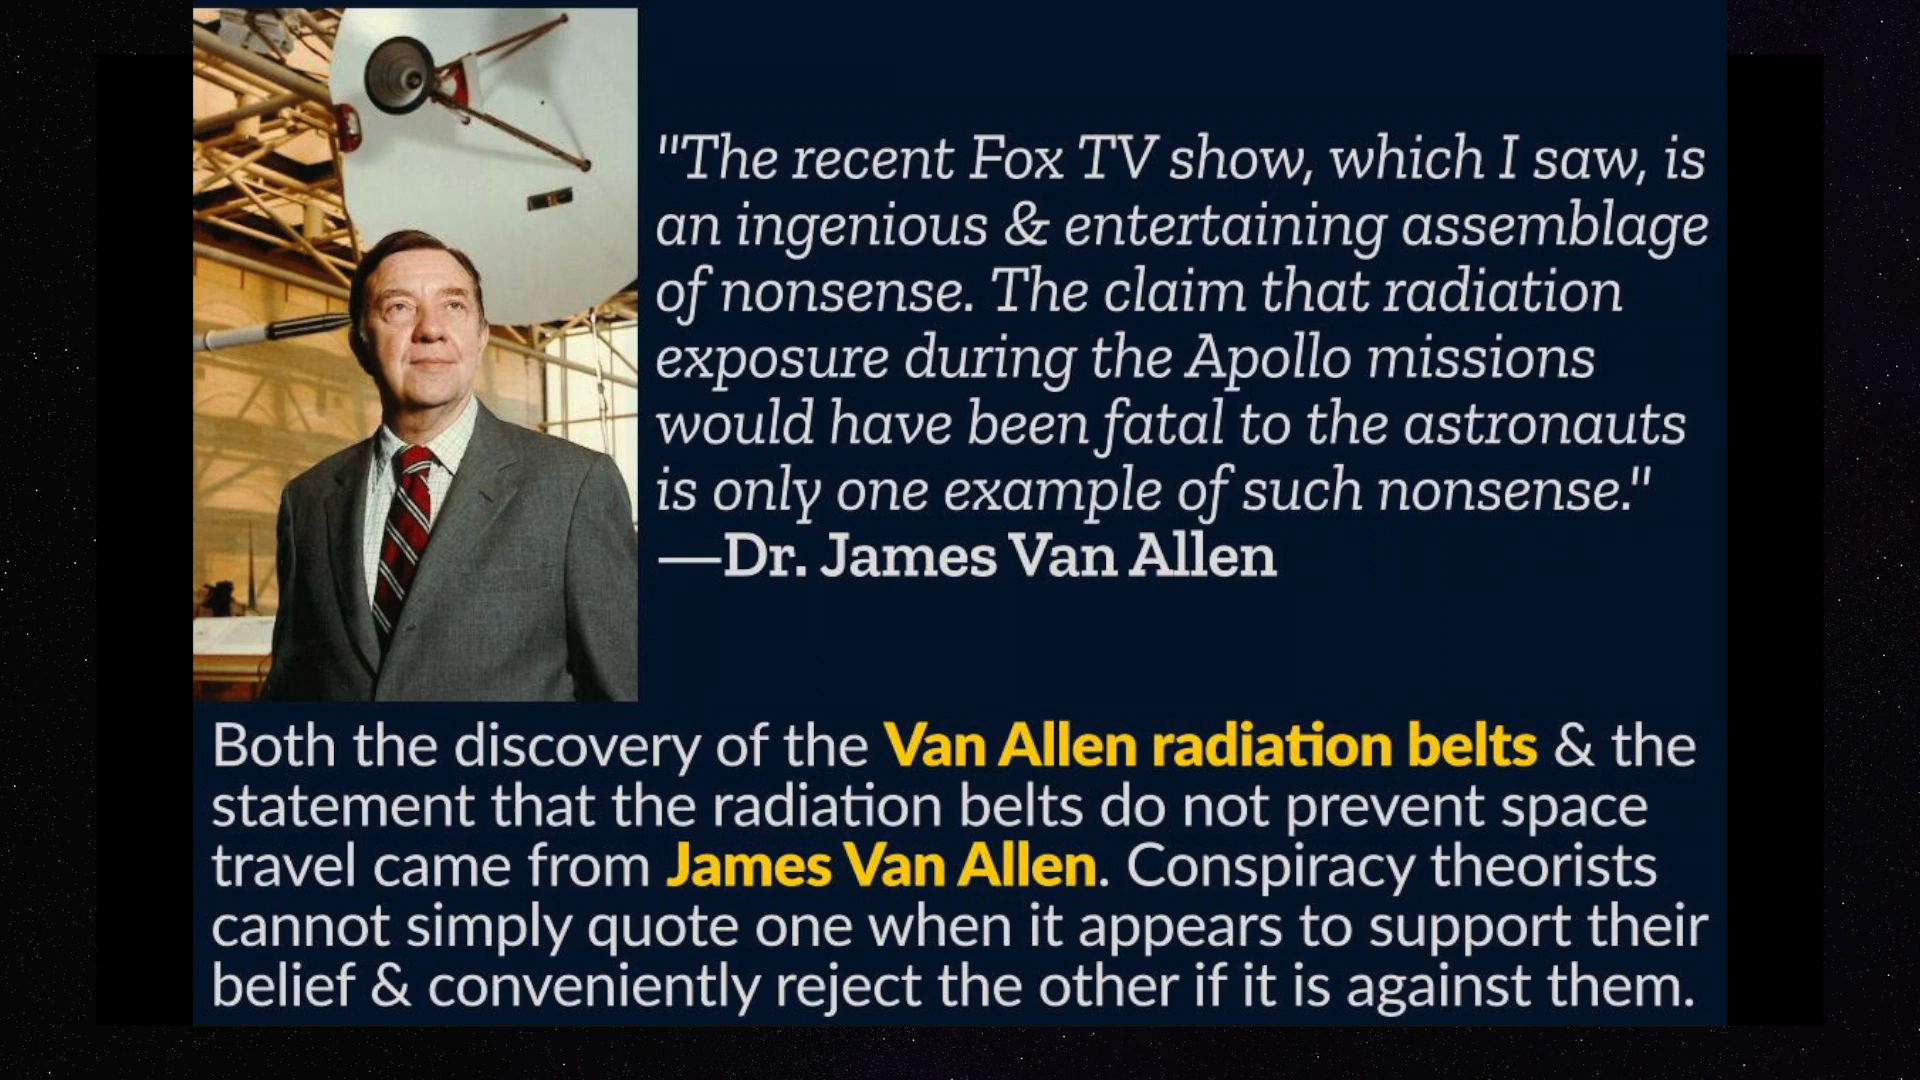 "The recent Fox TV show, which I saw, is
an ingenious & entertaining assemblage
of nonsense. The claim that radiation
exposure during the Apollo missions
would have been fatal to the astronauts
is only one example of such nonsense."
—Dr. James Van Allen
Both the discovery of the Van Allen radiation belts & the
statement that the radiation belts do not prevent space
travel came from James Van Allen. Conspiracy theorists
cannot simply quote one when it appears to support their
belief & conveniently reject the other if it is against them.